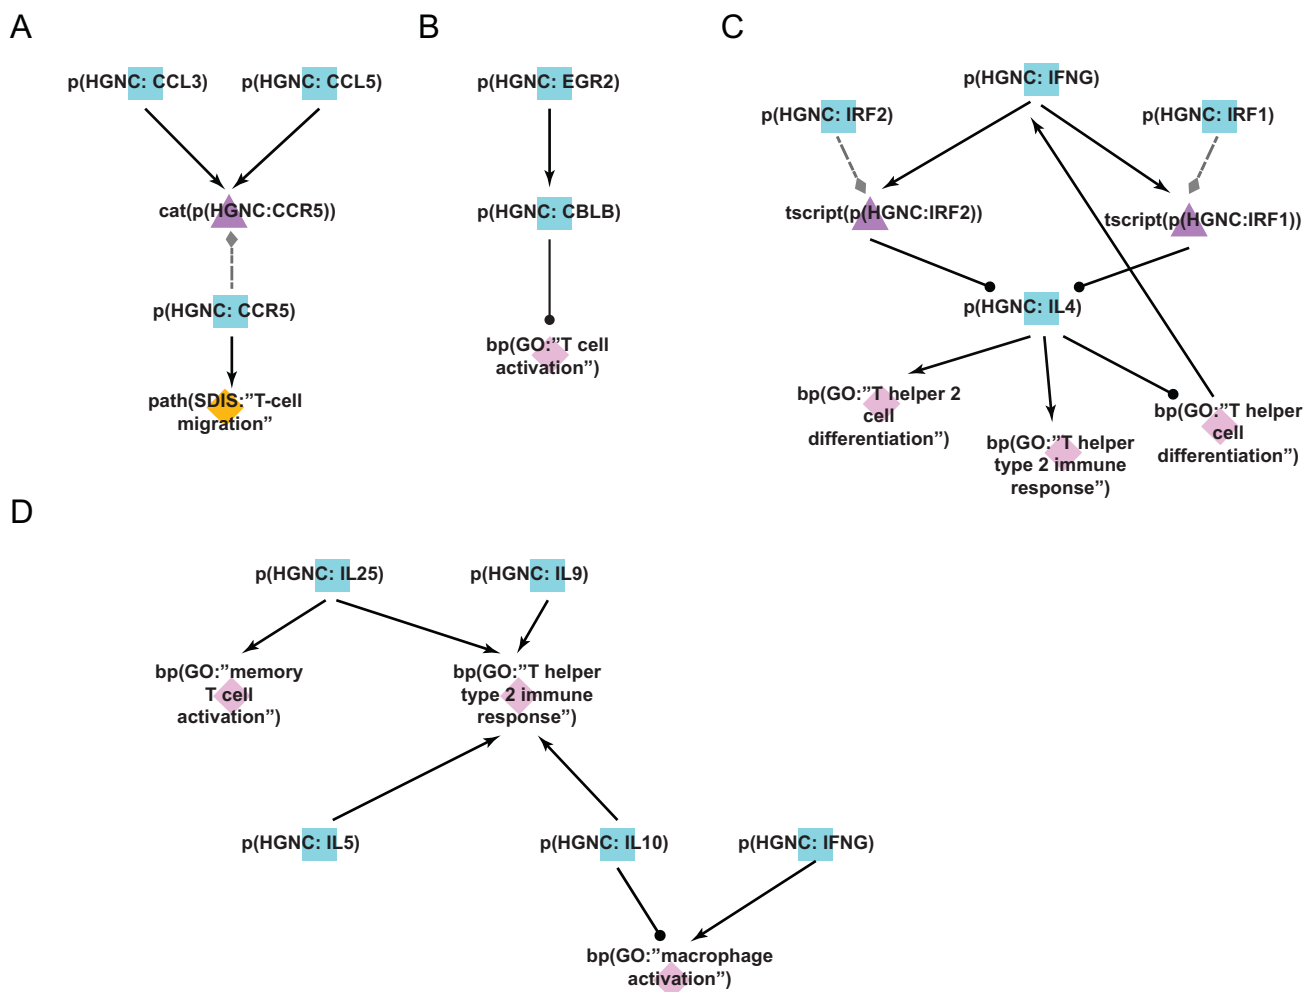 A
p(HGNC: CCL3)
p(HGNC: CCL5)
cat(p(HGNC:CCR5))
p(HGNC: CCR5)
path(SDIS:”T-cell
migration”
B
p(HGNC: EGR2)
p(HGNC: CBLB)
bp(GO:”T cell
activation”)
C
p(HGNC: IFNG)
p(HGNC: IRF2)
p(HGNC: IRF1)
tscript(p(HGNC:IRF2))
tscript(p(HGNC:IRF1))
p(HGNC: IL4)
bp(GO:”T helper 2
cell
differentiation”)
bp(GO:”T helper
type 2 immune
response”)
bp(GO:”T helper
cell
differentiation”)
D
p(HGNC: IL25)
p(HGNC: IL9)
bp(GO:”memory
T cell
activation”)
bp(GO:”T helper
type 2 immune
response”)
p(HGNC: IL5)
p(HGNC: IL10)
p(HGNC: IFNG)
bp(GO:”macrophage
activation”)